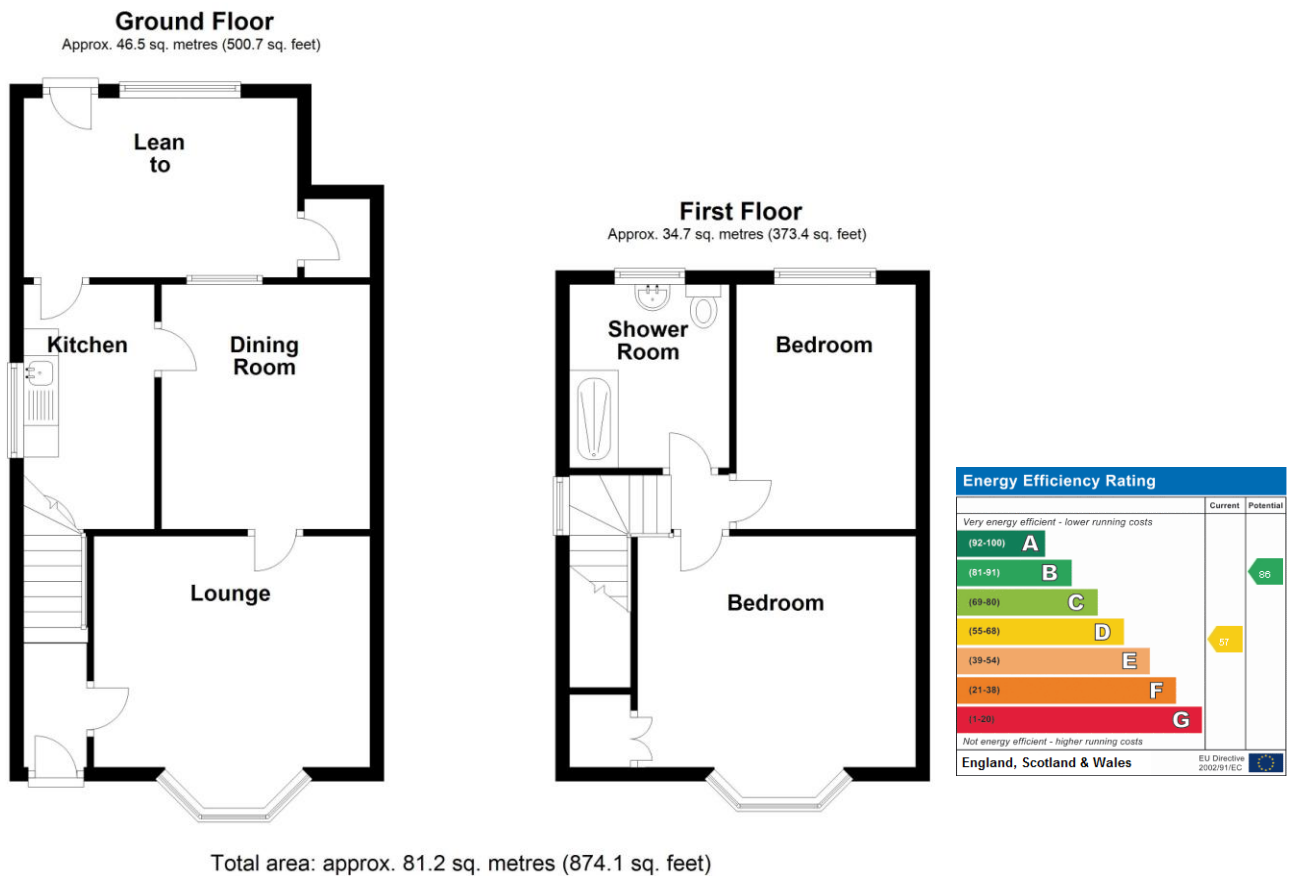 Ground Floor
Approx. 46.5 sq. metres (500.7 sq. feet)
Lean
to
Kitchen
Dining
Room
Lounge
First Floor
Approx. 34.7 sq. metres (373.4 sq. feet)
Shower
Room
Bedroom
Bedroom
Energy Efficiency Rating
Current Potential
Very energy efficient - lower running costs
(92-100) A
(81-91) B
86
(69-80) C
(55-68) D
57
(39-54) E
(21-38) F
(1-20) G
Not energy efficient - higher running costs
England, Scotland & Wales
EU Directive
2002/91/EC
Total area: approx. 81.2 sq. metres (874.1 sq. feet)